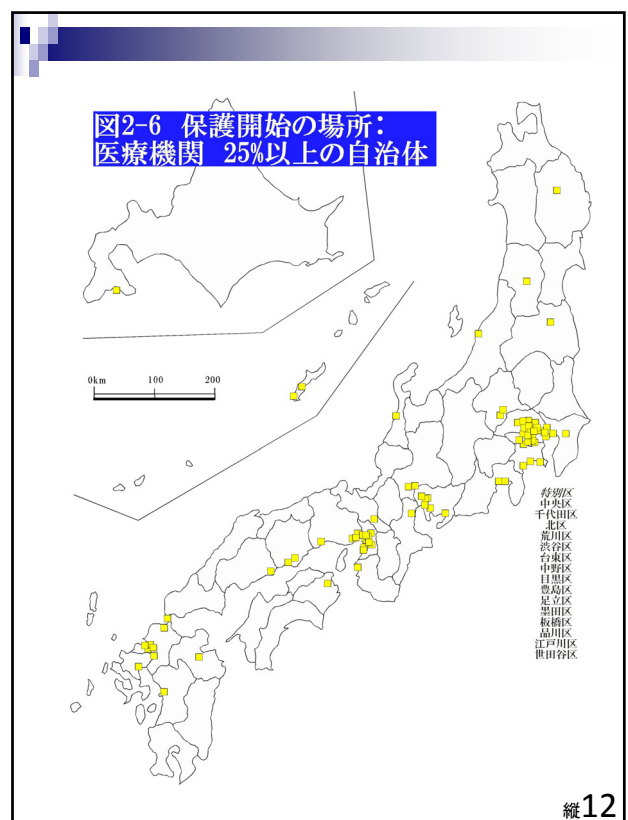 図2-6 保護開始の場所:
医療機関 25%以上の自治体
0km 100 200
特別区
中央区
千代田区
北区
荒川区
渋谷区
台東区
中野区
目黒区
豊島区
足立区
墨田区
板橋区
品川区
江戸川区
世田谷区
縦12